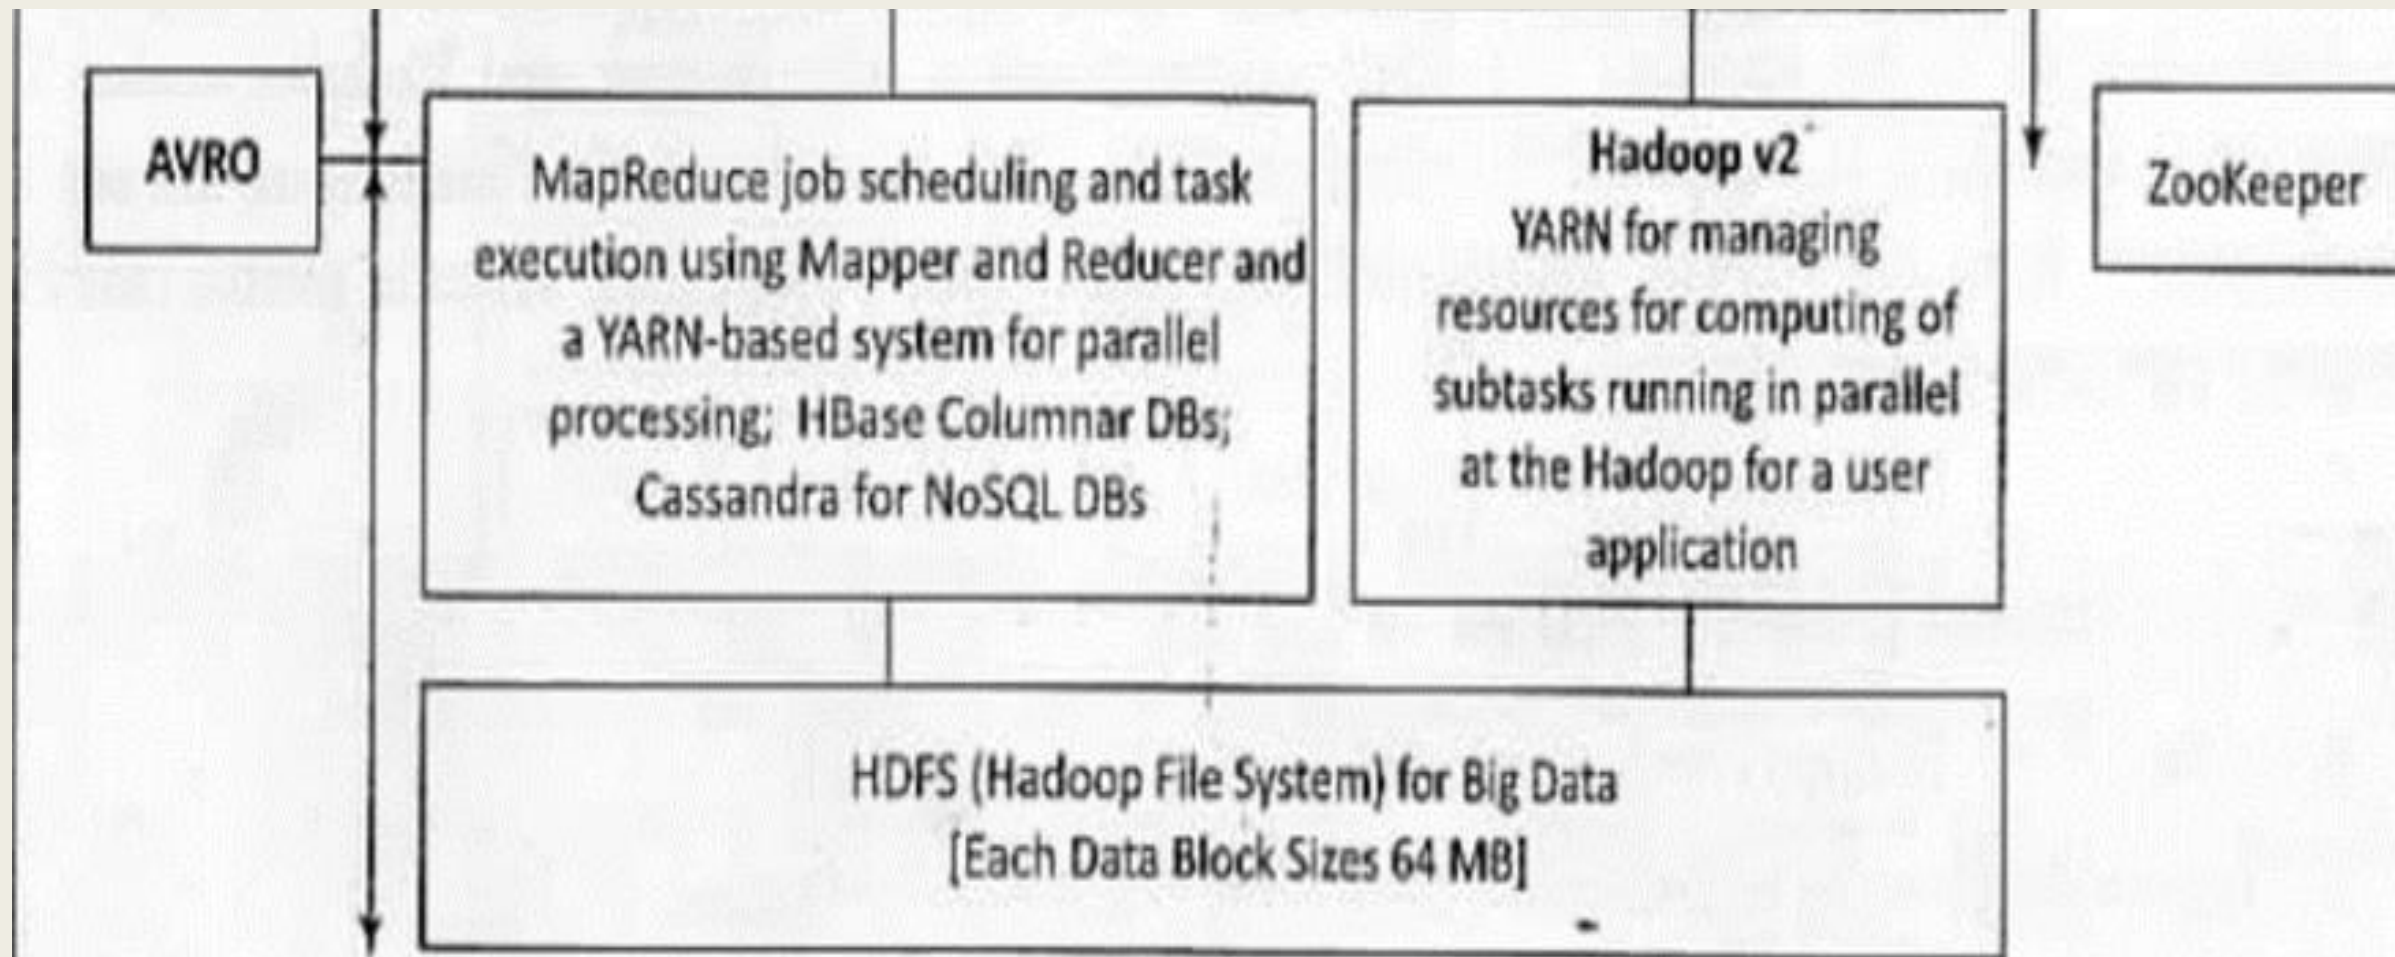 AVRO
MapReduce job scheduling and task
execution using Mapper and Reducer and
a YARN-based system for parallel
processing; HBase Columnar DBs;
Cassandra for NoSQL DBs
Hadoop v2
YARN for managing
resources for computing of
subtasks running in parallel
at the Hadoop for a user
application
ZooKeeper
HDFS (Hadoop File System) for Big Data
[Each Data Block Sizes 64 MB]